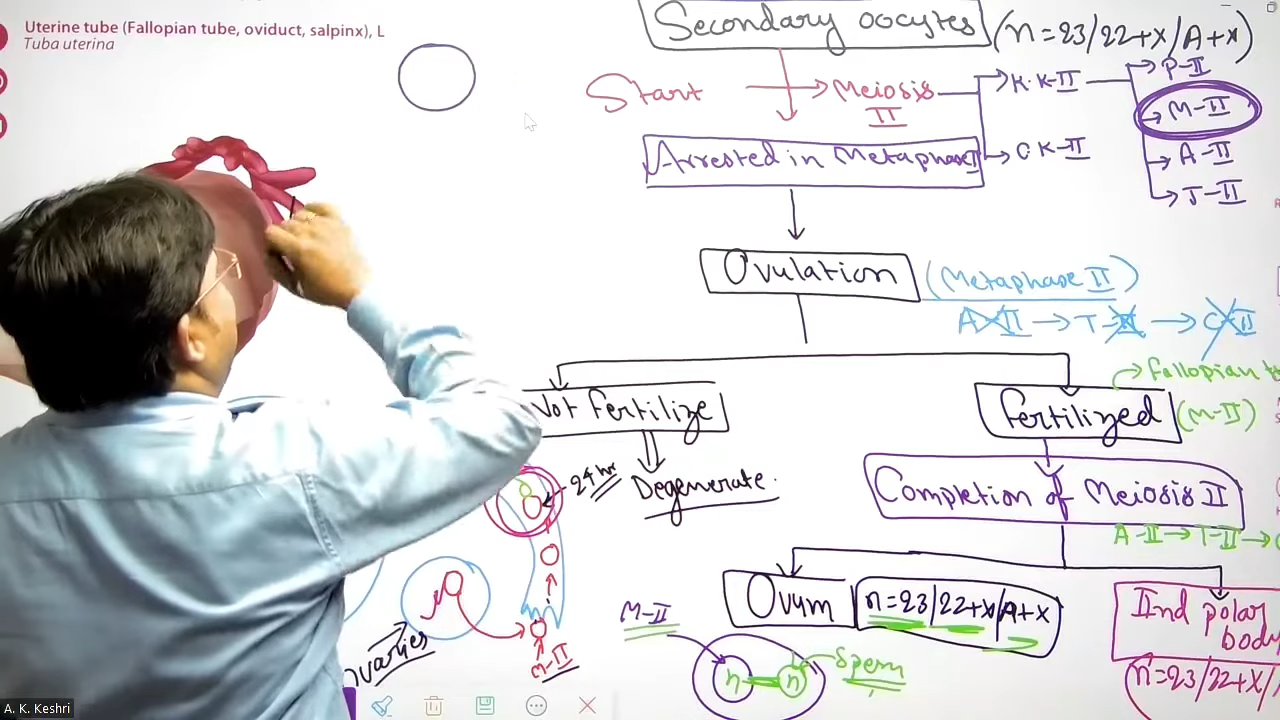 Uterine tube (Fallopian tube, oviduct, salpinx), L
Tuba uterina
Secondary oocytes
(n=23/22+x/A+x)
Start
Meiosis
II
K.K-II
C.K-II
P-II
M-II
A-II
T-II
Arrested in Metaphase II
Ovulation
(Metaphase II)
A-II → T-II → C-II
Not fertilize
Fertilized
(M-II)
Fallopian
24 hr
Degenerate.
Completion of Meiosis II
A-II → T-II →
Ovum
n=23/22+x/A+x
IInd polar
body
n=23/22+x/
M-II
n
n
Sperm
Ovaries
M-II
A. K. Keshri